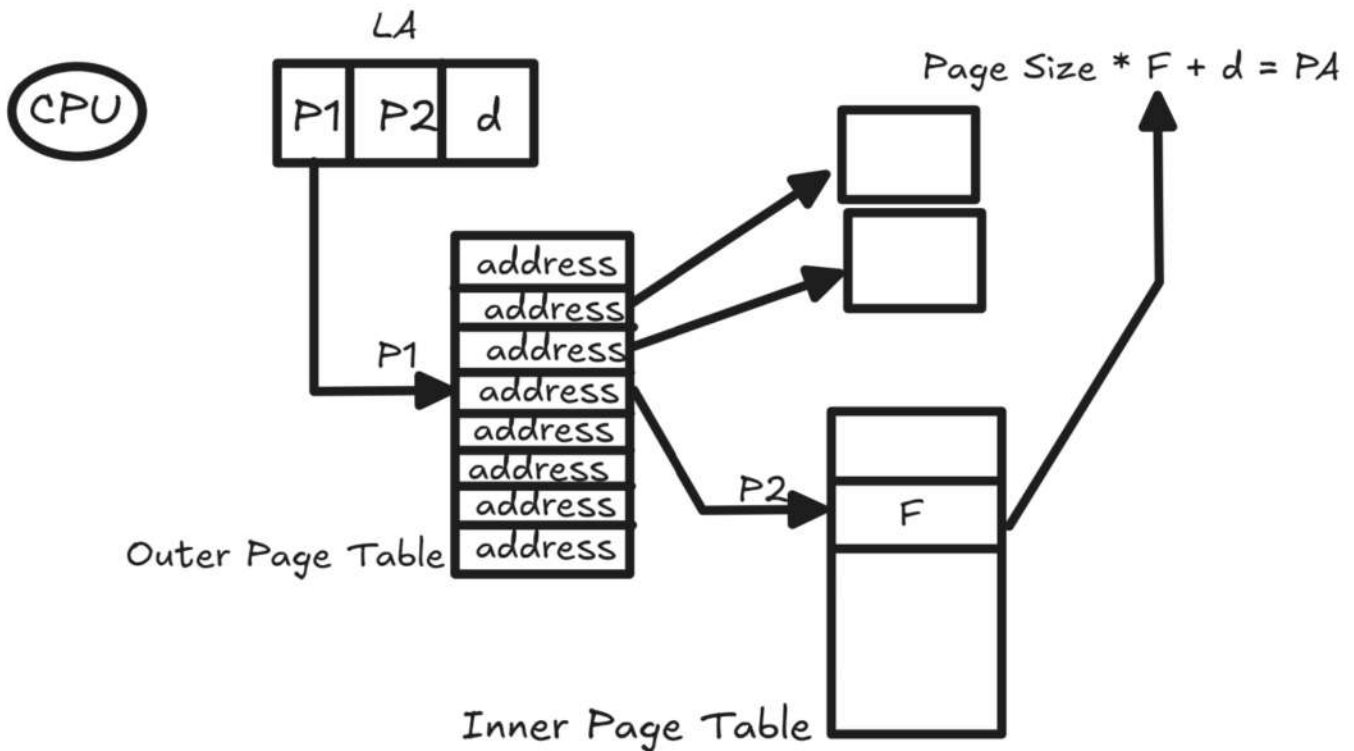 LA
CPU
P1 P2 d
Page Size * F + d = PA
address
address
address
P1
address
address
address
address
address
P2
F
Outer Page Table
Inner Page Table